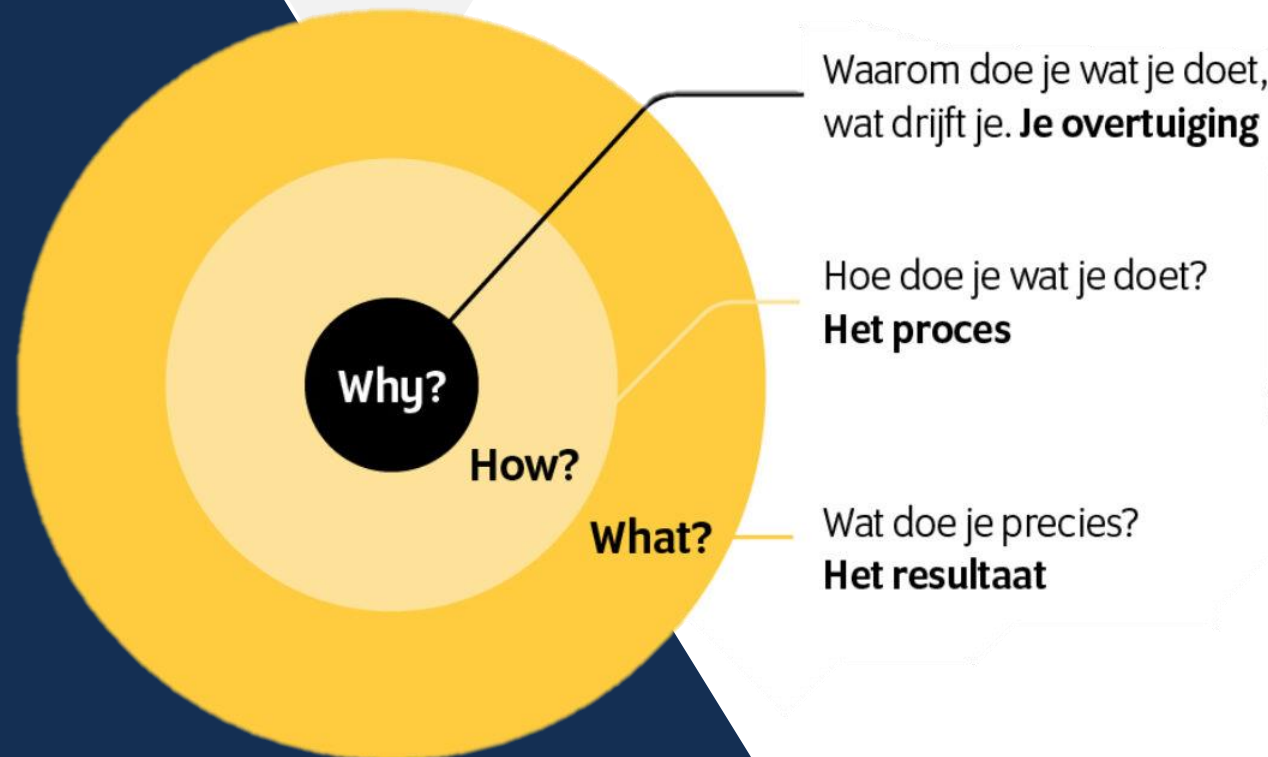 Waarom doe je wat je doet,
wat drijft je. Je overtuiging
Hoe doe je wat je doet?
Het proces
Why?
How?
What?
Wat doe je precies?
Het resultaat